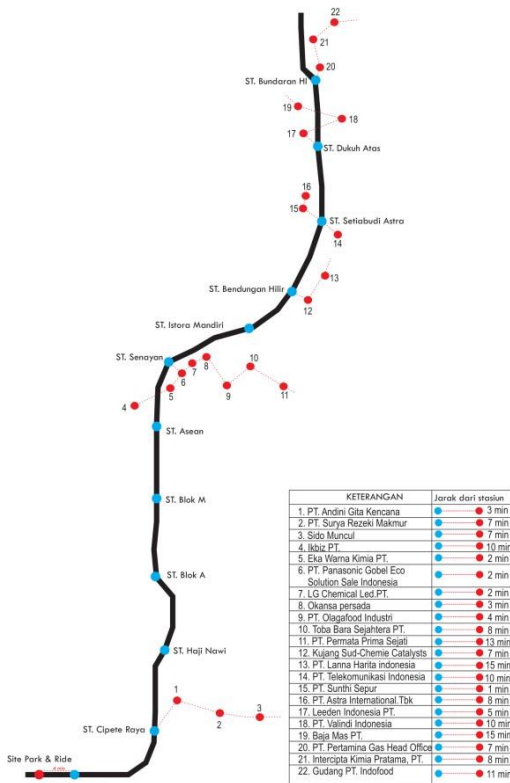 22
21
20
ST. Bundaran HI
19
18
17
ST. Dukuh Atas
16
15
ST. Setiabudi Astra
14
13
ST. Bendungan Hilir
12
ST. Istora Mandiri
ST. Senayan
8
7
6
10
5
9
11
4
ST. Asean
ST. Blok M
ST. Blok A
ST. Haji Nawi
1
2
3
ST. Cipete Raya
Site Park & Ride
KETERANGAN Jarak dari stasiun
1. PT. Andini Gita Kencana 3 min
2. PT. Surya Rezeki Makmur 7 min
3. Sido Muncul 7 min
4. Ikbiz PT. 10 min
5. Eka Warna Kimia PT. 2 min
6. PT. Panasonic Gobel Eco
Solution Sale Indonesia 2 min
7. LG Chemical Led.PT. 2 min
8. Okansa persada 3 min
9. PT. Olagafood Industri 4 min
10. Toba Bara Sejahtera PT. 8 min
11. PT. Permata Prima Sejati 13 min
12. Kujang Sud-Chemie Catalysts 7 min
13. PT. Lanna Harita indonesia 15 min
14. PT. Telekomunikasi Indonesia 10 min
15. PT. Sunthi Sepur 1 min
16. PT. Astra International.Tbk 8 min
17. Leeden Indonesia PT. 5 min
18. PT. Valindi Indonesia 10 min
19. Baja Mas PT. 15 min
20. PT. Pertamina Gas Head Office 7 min
21. Intercipta Kimia Pratama, PT. 8 min
22. Gudang PT. Indofood 11 min